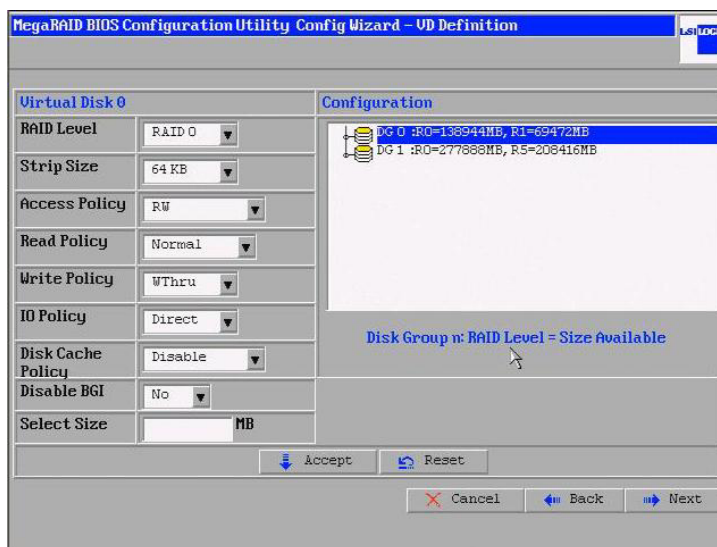 MegaRAID BIOS Configuration Utility Config Wizard - VD Definition
LSI LOGI
Virtual Disk 0
RAID Level
RAID 0
Strip Size
64 KB
Access Policy
RW
Read Policy
Normal
Write Policy
WThru
IO Policy
Direct
Disk Cache Policy
Disable
Disable BGI
No
Select Size
MB
Configuration
DG 0 :R0=138944MB, R1=69472MB
DG 1 :R0=277888MB, R5=208416MB
Disk Group n: RAID Level = Size Available
Accept
Reset
Cancel
Back
Next